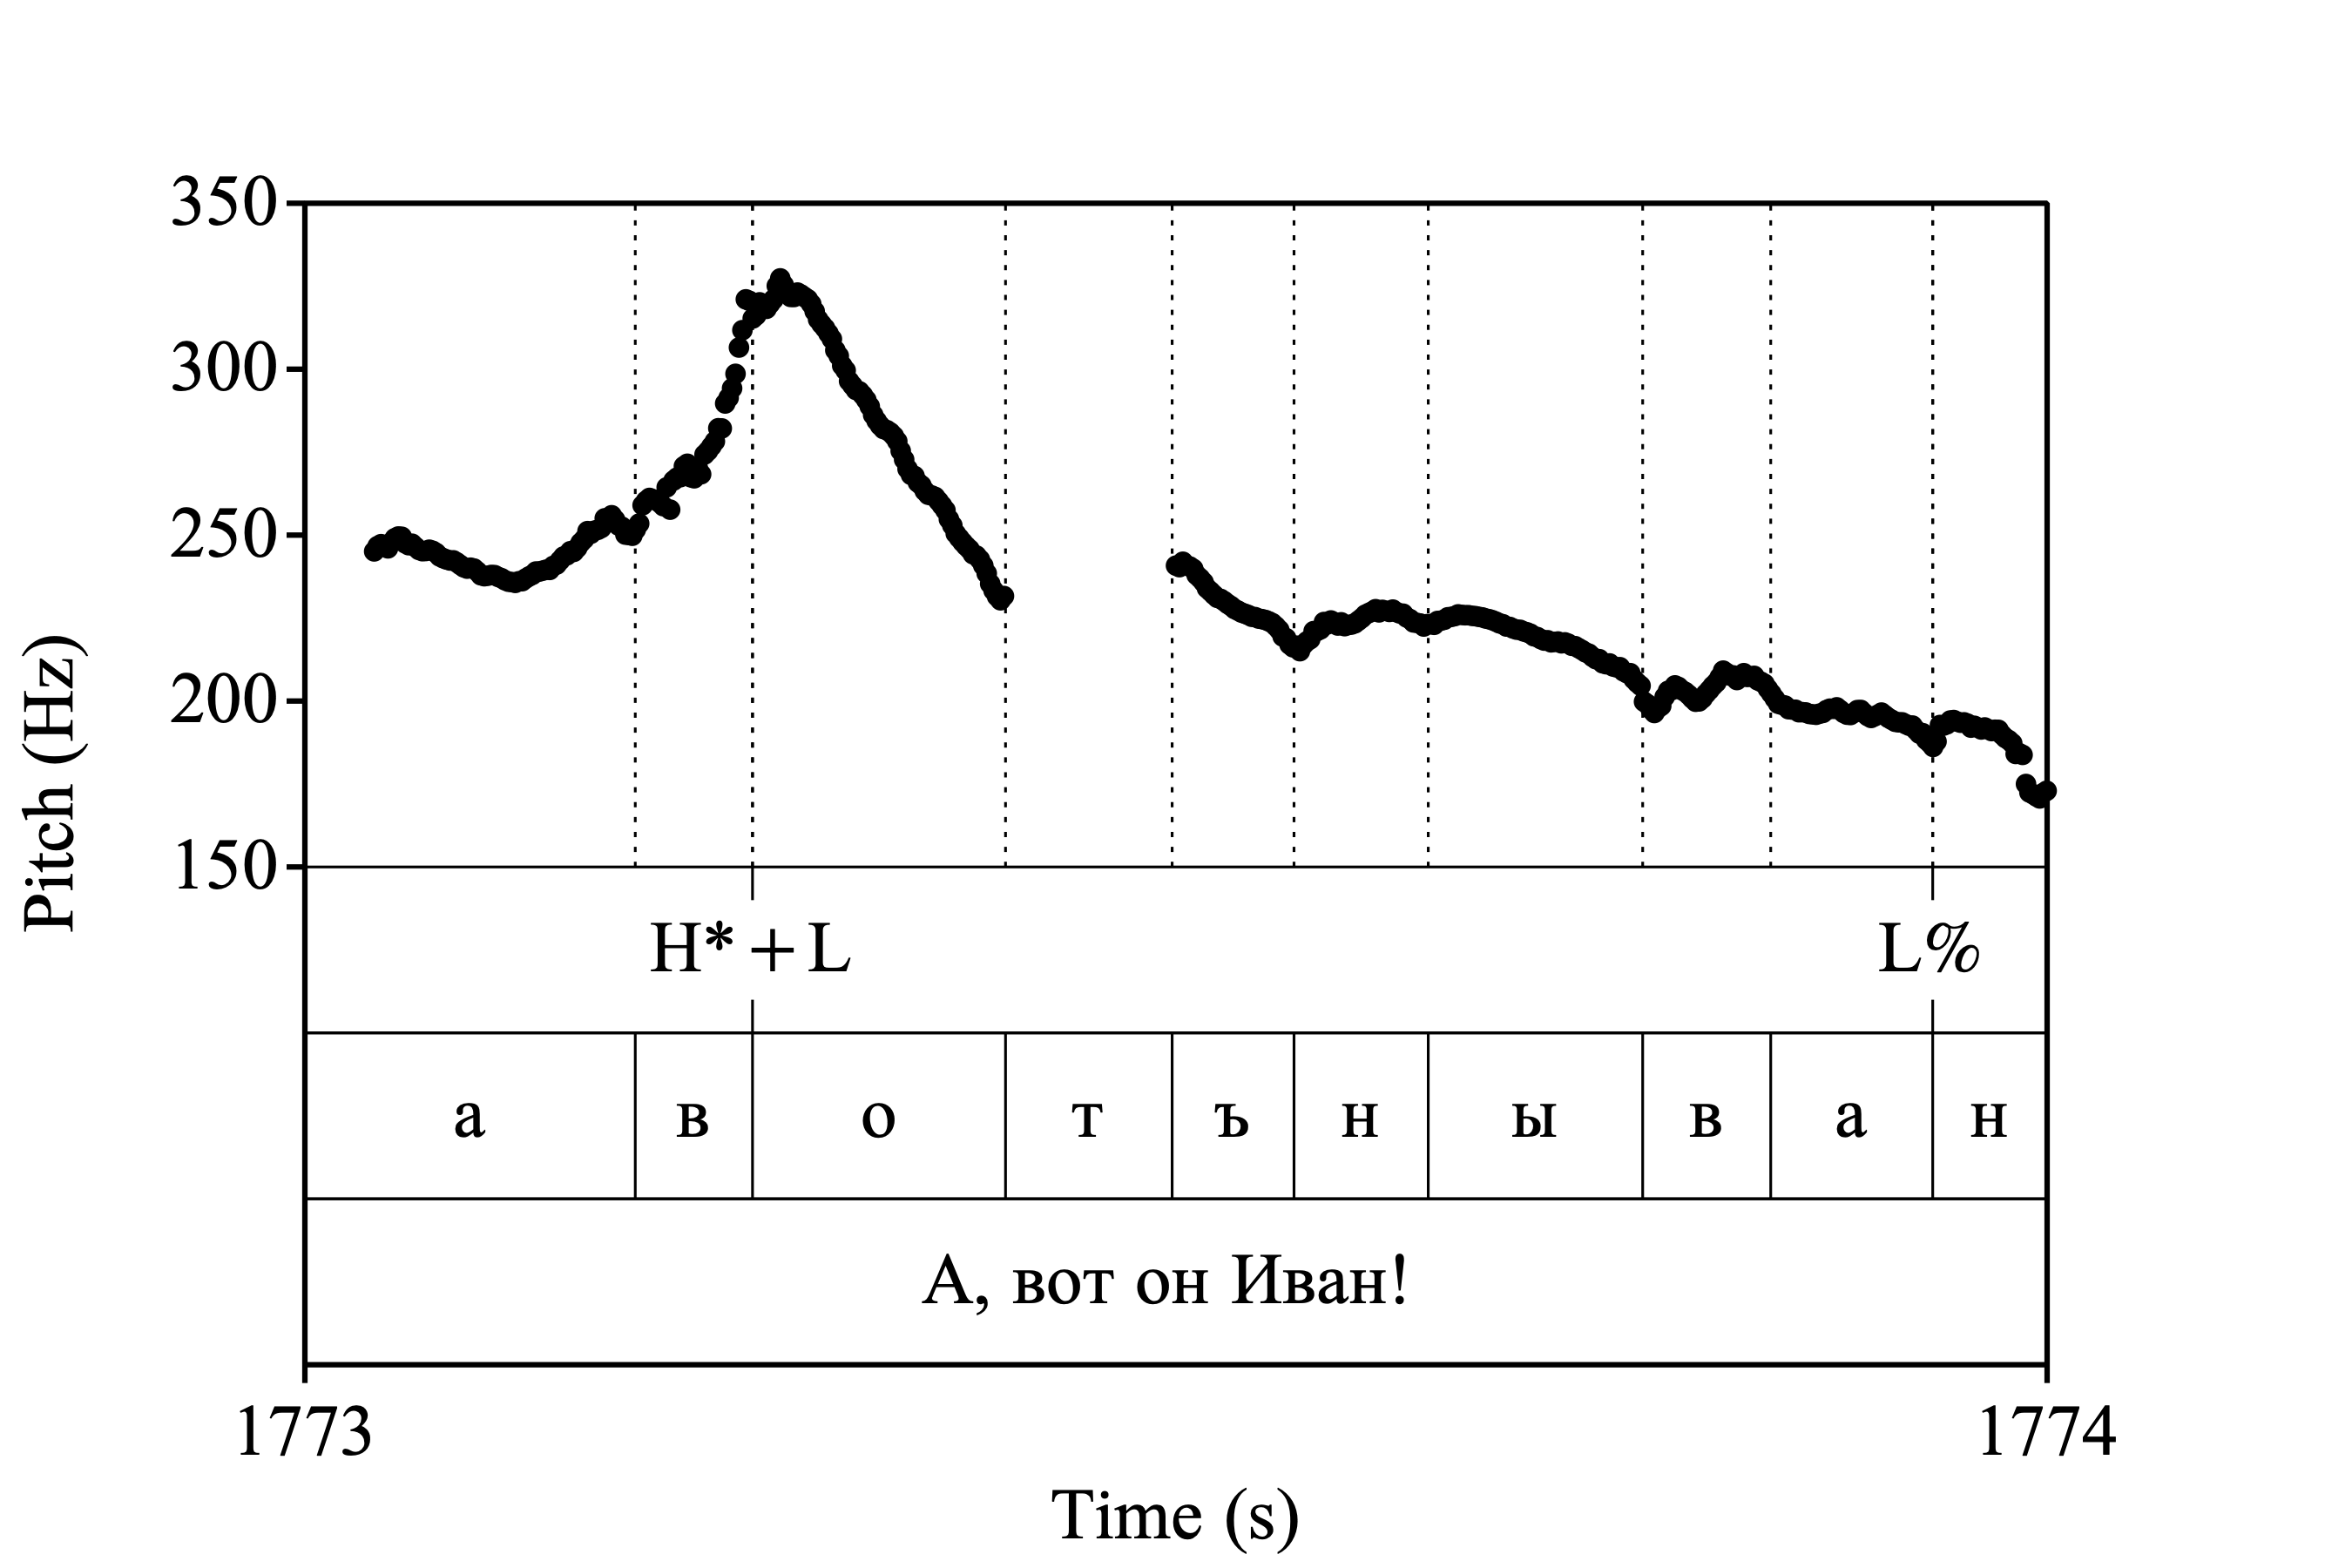 350
300
250
200
150
Pitch (Hz)
H*+L L%
а в о т ъ н ы в а н
А, вот он Иван!
1773 1774
Time (s)